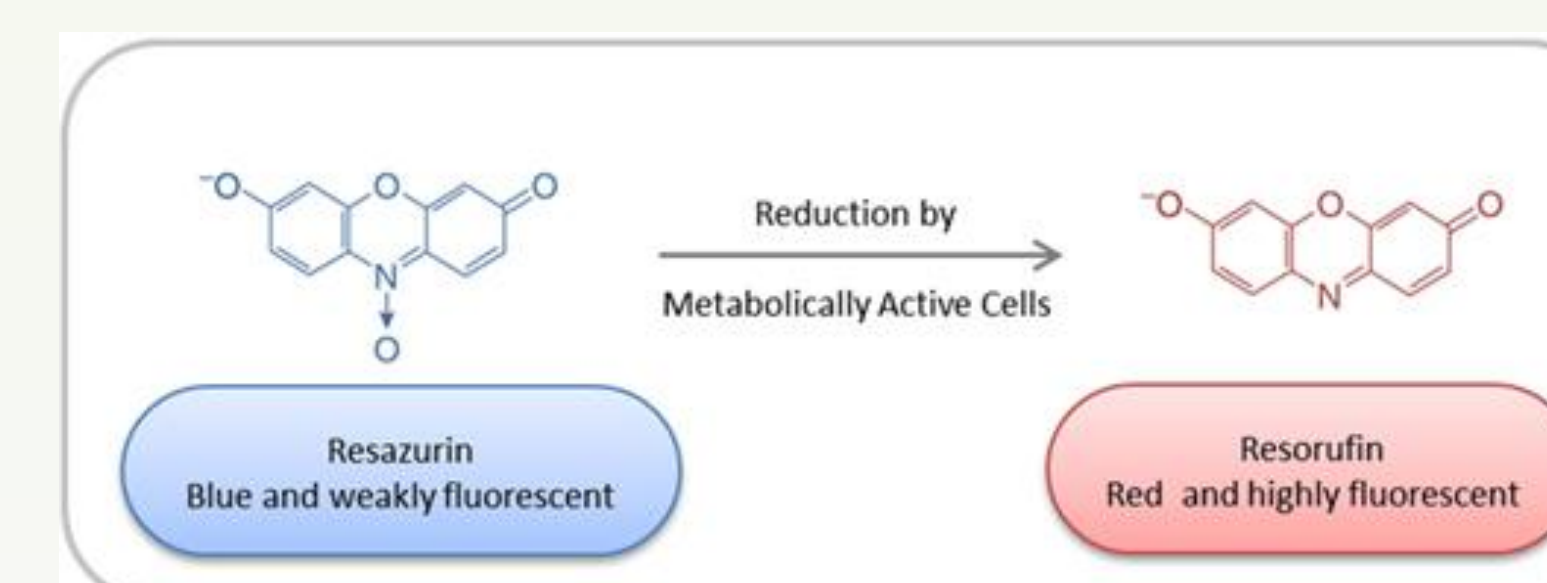 ⁻O
O
O
N
O
Reduction by
Metabolically Active Cells
⁻O
O
O
N
Resazurin
Blue and weakly fluorescent
Resorufin
Red and highly fluorescent